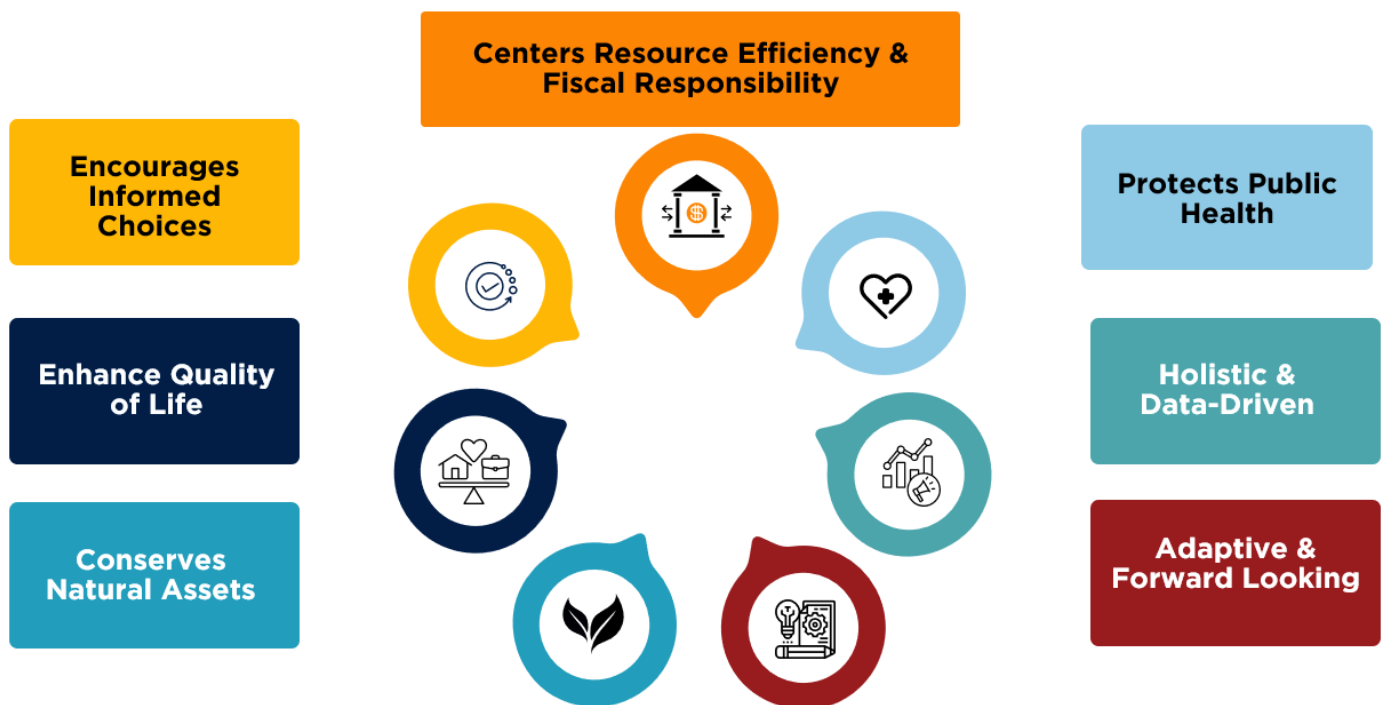 Centers Resource Efficiency &
Fiscal Responsibility
Encourages
Informed
Choices
Protects Public
Health
Enhance Quality
of Life
Holistic &
Data-Driven
Conserves
Natural Assets
Adaptive &
Forward Looking